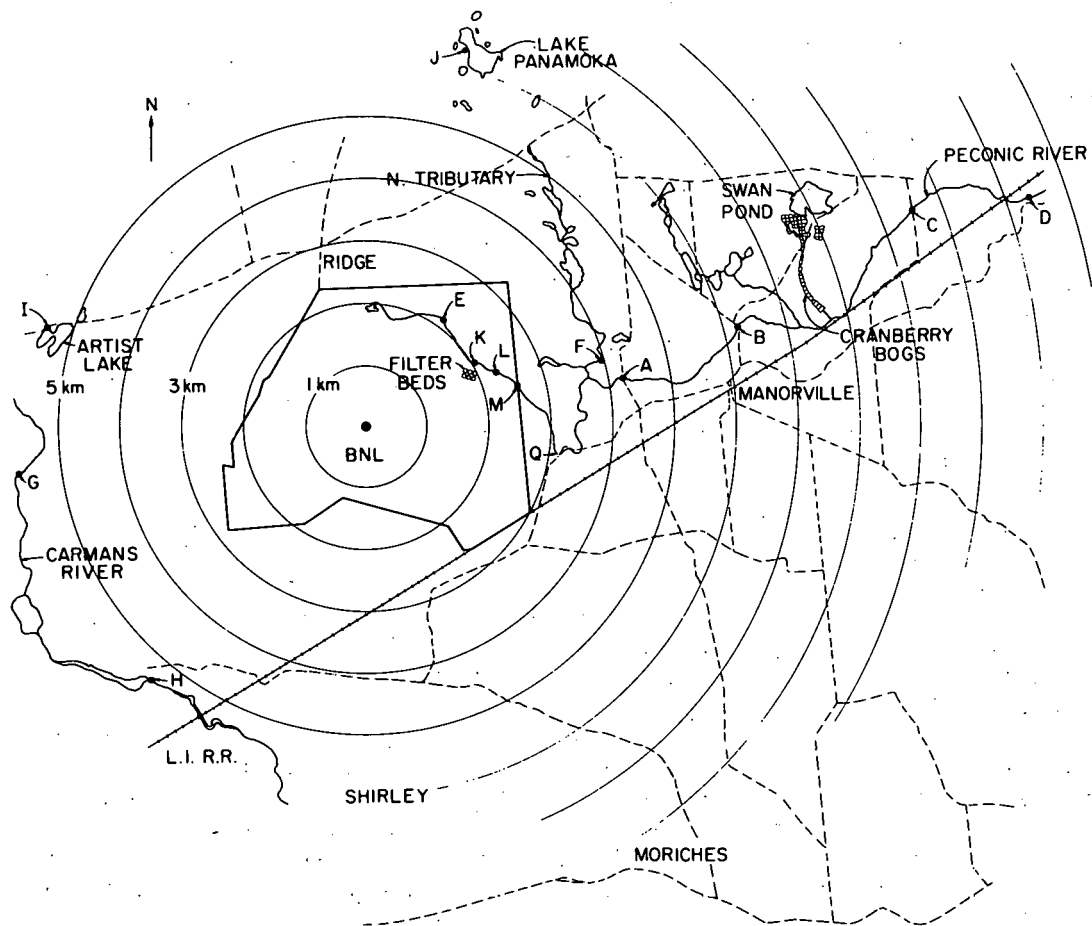 LAKE
PANAMOKA
J
N
N. TRIBUTARY
PECONIC RIVER
SWAN
POND
C
D
RIDGE
I
ARTIST
LAKE
E
K
L
FILTER
BEDS
M
F
A
B
CRANBERRY
BOGS
5 km
3 km
1 km
MANORVILLE
BNL
Q
G
CARMANS
RIVER
H
L.I. R.R.
SHIRLEY
MORICHES